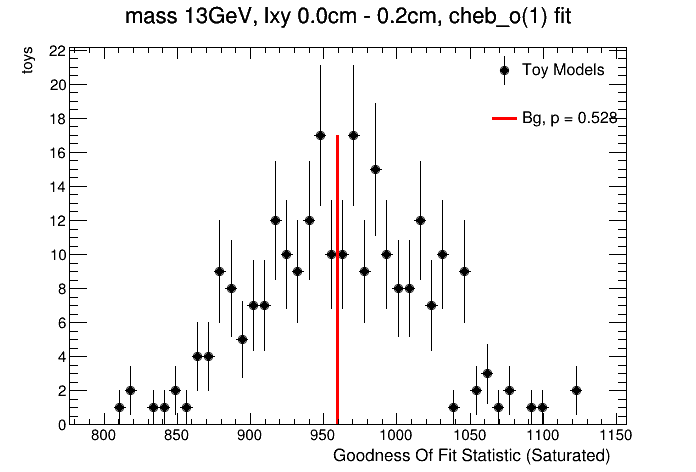 mass 13GeV, lxy 0.0cm - 0.2cm, cheb_o(1) fit
toys
22
20
18
16
14
12
10
8
6
4
2
0
Toy Models
Bg, p = 0.528
800 850 900 950 1000 1050 1100 1150
Goodness Of Fit Statistic (Saturated)